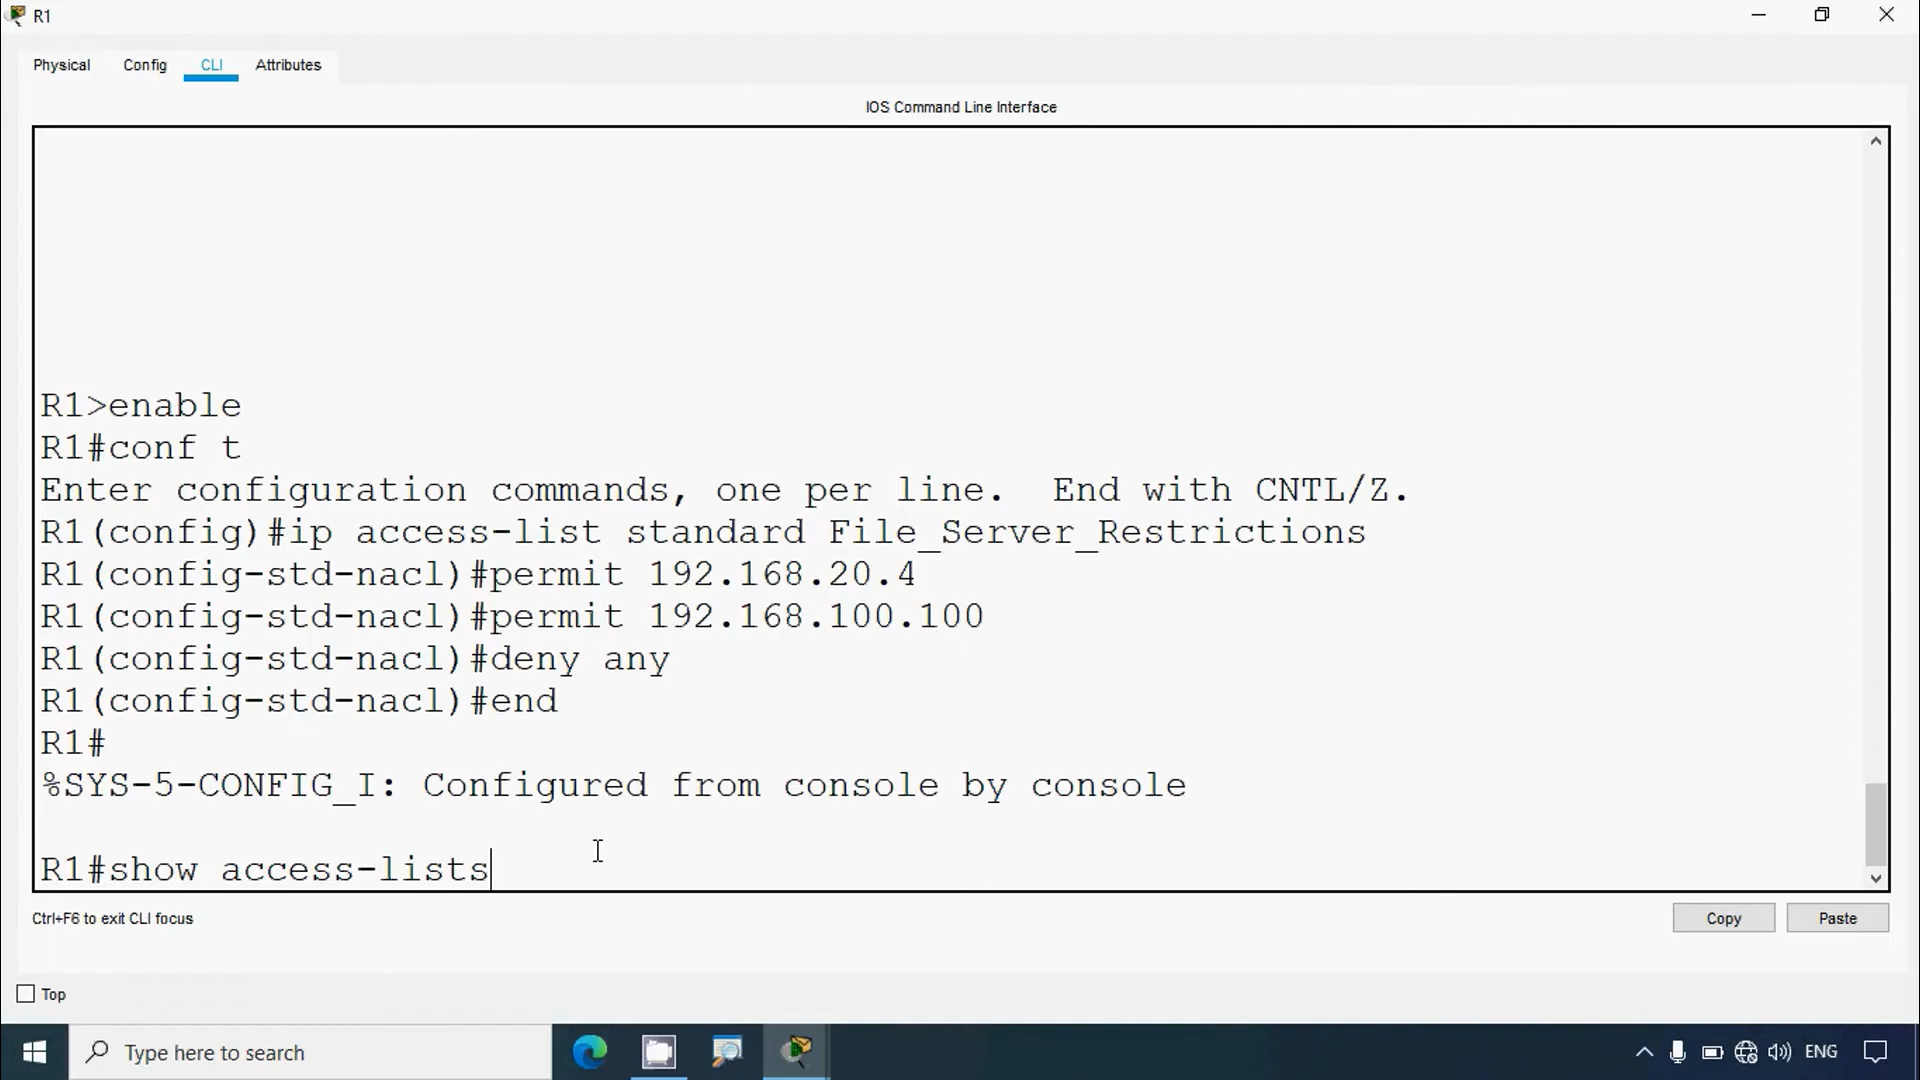 R1
Physical Config CLI Attributes
IOS Command Line Interface
R1>enable
R1#conf t
Enter configuration commands, one per line.  End with CNTL/Z.
R1(config)#ip access-list standard File_Server_Restrictions
R1(config-std-nacl)#permit 192.168.20.4
R1(config-std-nacl)#permit 192.168.100.100
R1(config-std-nacl)#deny any
R1(config-std-nacl)#end
R1#
%SYS-5-CONFIG_I: Configured from console by console
R1#show access-lists
Ctrl+F6 to exit CLI focus
Copy Paste
Top
Type here to search
ENG